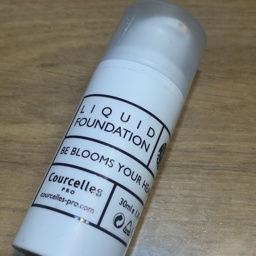 LIQUID
FOUNDATION
BE BLOOMS YOUR
Courcelles
PRO
courcelles-pro.com
30ml